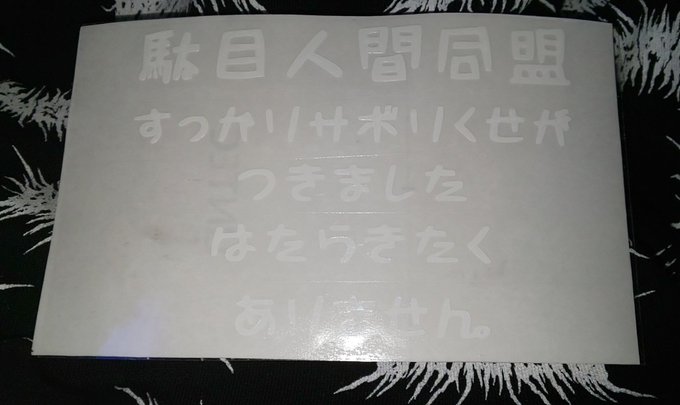 駄目人間同盟
すっかりサボりくせが
つきました
はたらきたく
ありません。